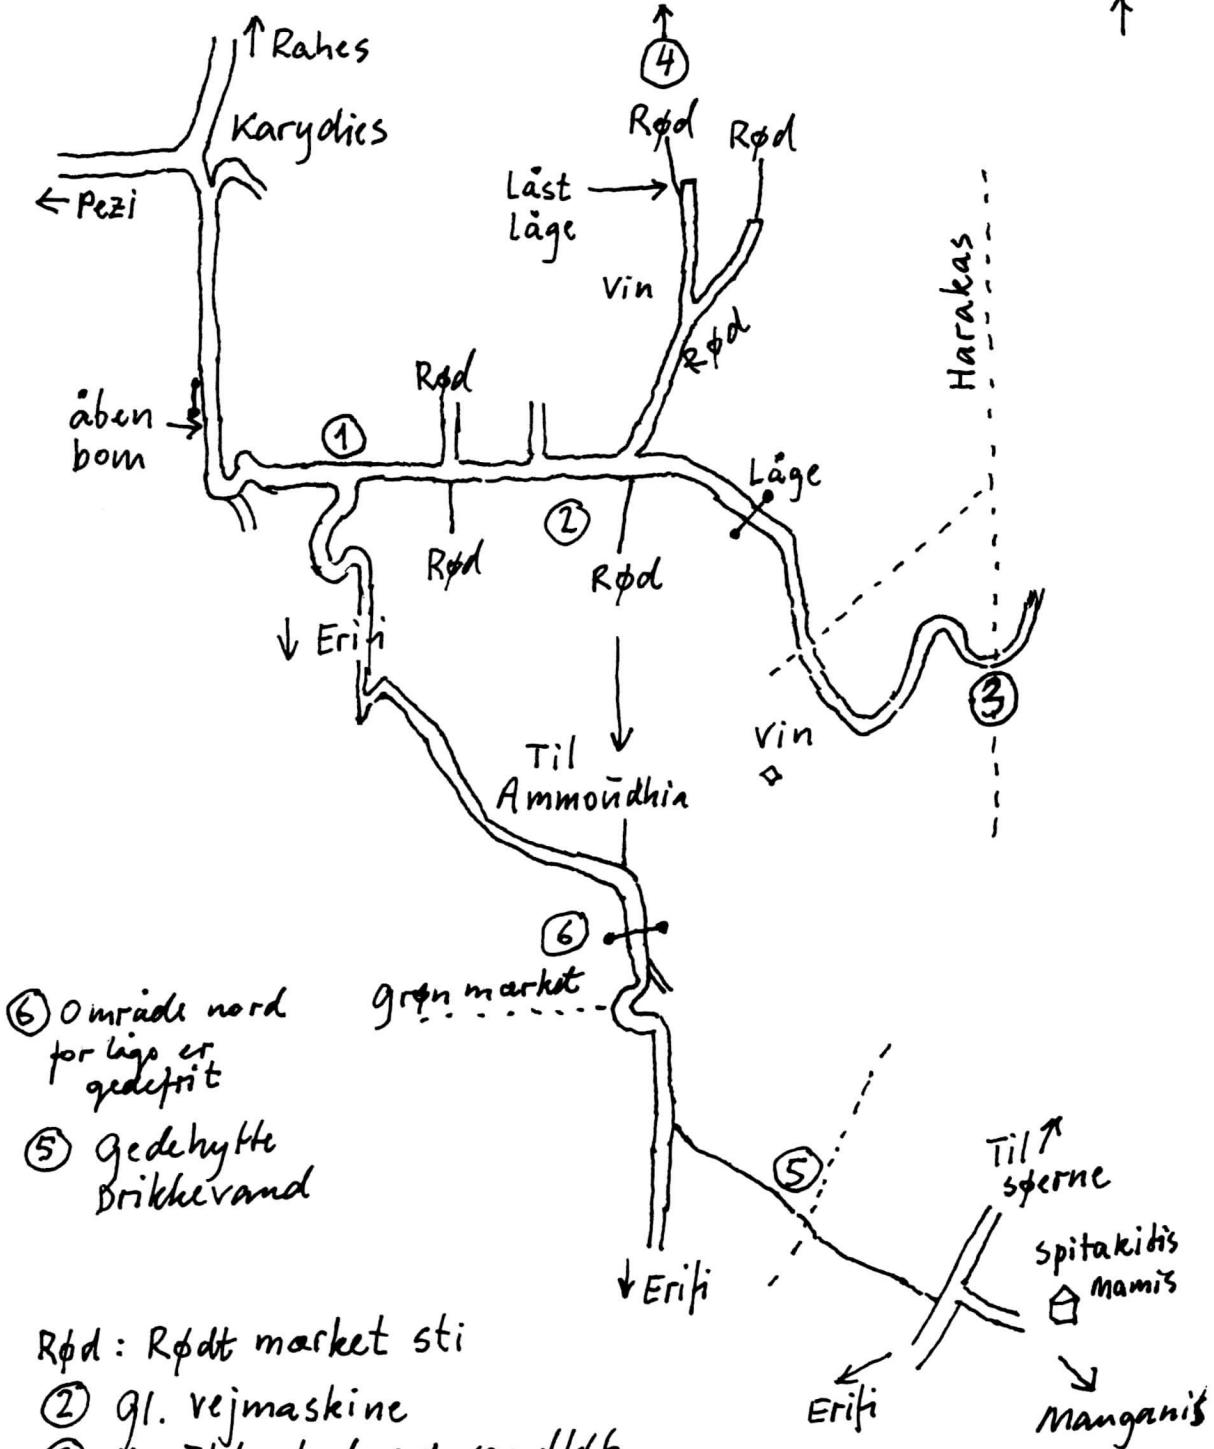 ↑ Rahes
Karydies
← Pezi
4
Rød
Rød
Låst
låge
Vin
Rød
Harakas
Rød
åben
bom
1
Låge
2
Rød
Rød
↓ Erifi
3
Vin
Til
Ammoudhia
6
Grøn mærket
6 Område nord
for låge er
gedefrit
5 Gedehytte
Drikkevand
5
Til
søerne
Spitakidis
Mamis
↓ Erifi
Rød: Rødt mærket sti
2 Gl. vejmaskine
Erifi
Manganis